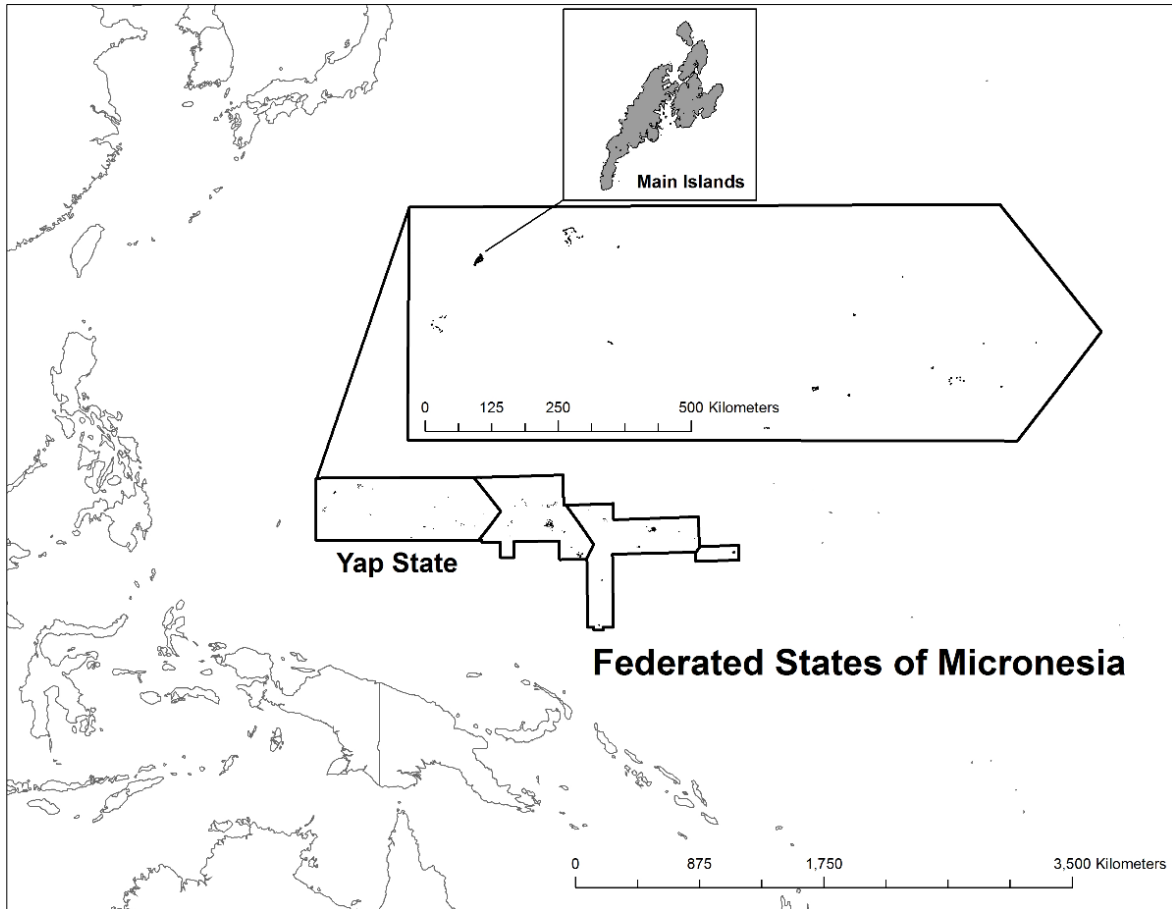 Main Islands
0 125 250 500 Kilometers
Yap State
Federated States of Micronesia
0 875 1,750 3,500 Kilometers